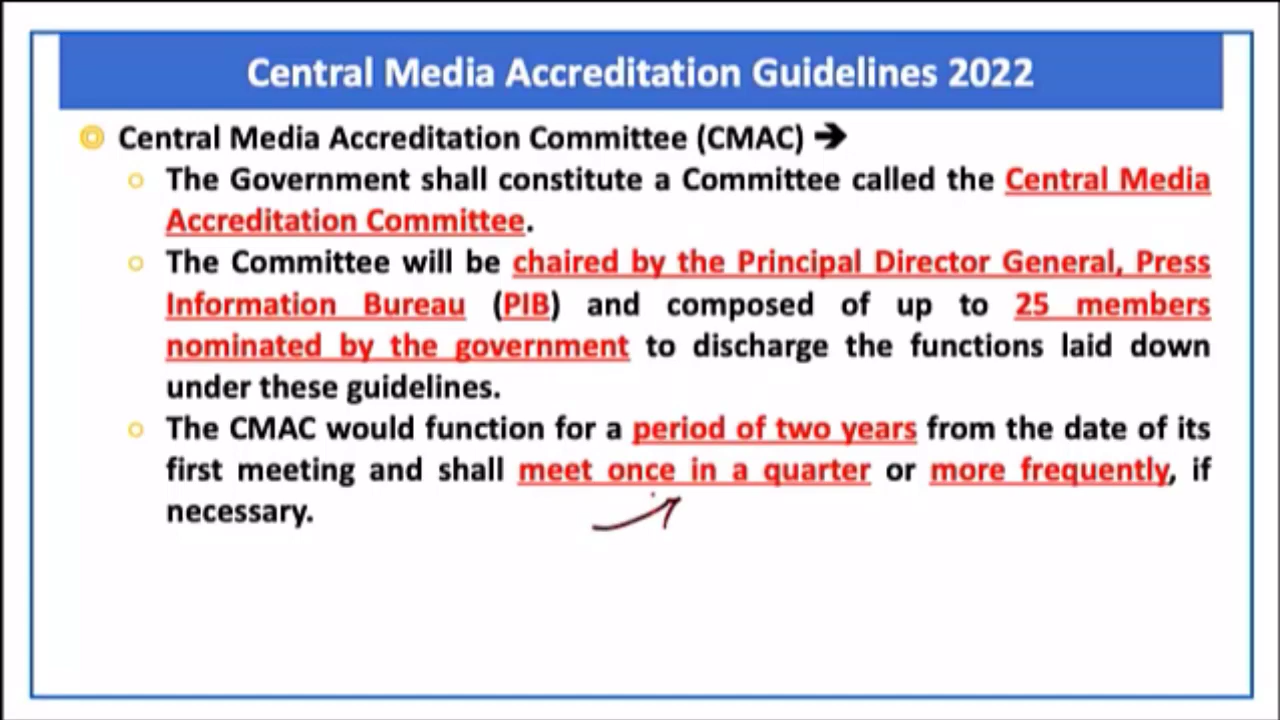 Central Media Accreditation Guidelines 2022
Central Media Accreditation Committee (CMAC) ➔
The Government shall constitute a Committee called the Central Media
Accreditation Committee.
The Committee will be chaired by the Principal Director General, Press
Information Bureau (PIB) and composed of up to 25 members
nominated by the government to discharge the functions laid down
under these guidelines.
The CMAC would function for a period of two years from the date of its
first meeting and shall meet once in a quarter or more frequently, if
necessary.